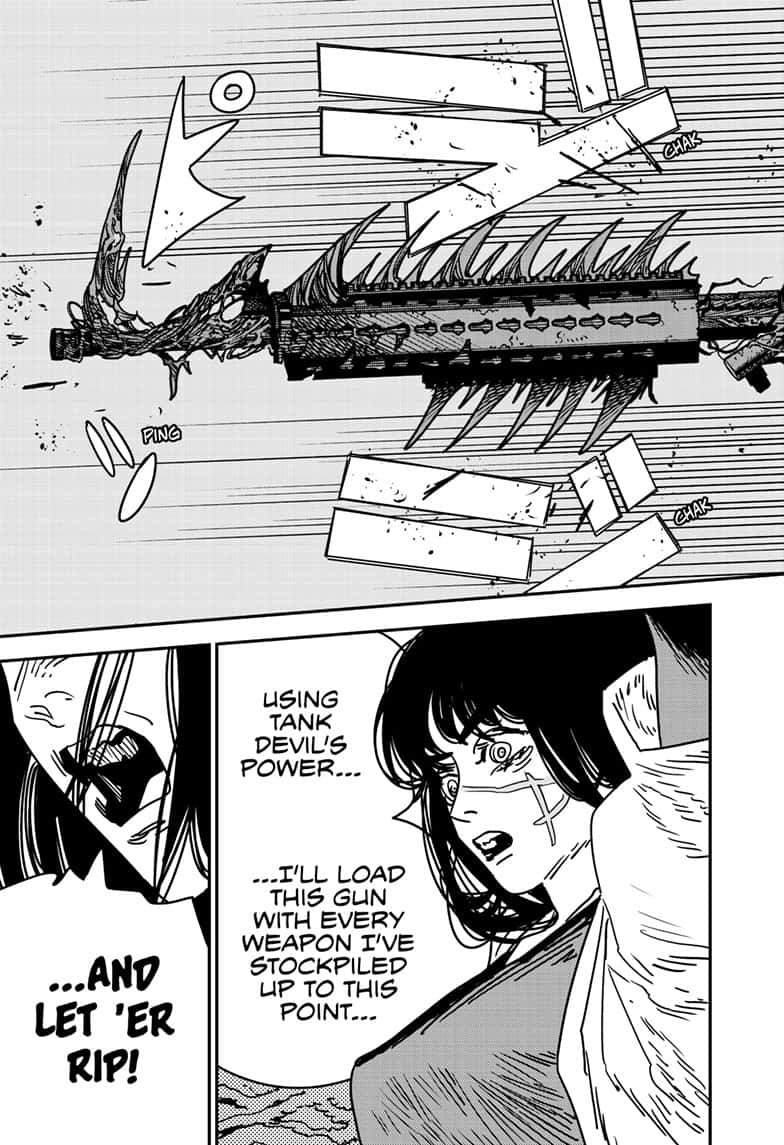 CHAK
PING
CHAK
USING
TANK
DEVIL'S
POWER...
...I'LL LOAD
THIS GUN
WITH EVERY
WEAPON I'VE
STOCKPILED
UP TO THIS
POINT...
...AND
LET 'ER
RIP!